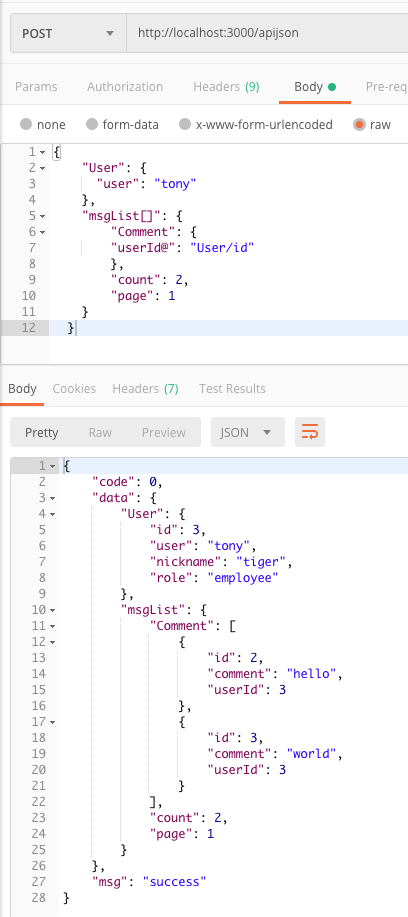 POST http://localhost:3000/apijson
Params Authorization Headers (9) Body Pre-req
none form-data x-www-form-urlencoded raw
1 {
2 "User": {
3 "user": "tony"
4 },
5 "msgList[]": {
6 "Comment": {
7 "userId@": "User/id"
8 },
9 "count": 2,
10 "page": 1
11 }
12 }
Body Cookies Headers (7) Test Results
Pretty Raw Preview JSON
1 {
2 "code": 0,
3 "data": {
4 "User": {
5 "id": 3,
6 "user": "tony",
7 "nickname": "tiger",
8 "role": "employee"
9 },
10 "msgList": {
11 "Comment": [
12 {
13 "id": 2,
14 "comment": "hello",
15 "userId": 3
16 },
17 {
18 "id": 3,
19 "comment": "world",
20 "userId": 3
21 }
22 ],
23 "count": 2,
24 "page": 1
25 }
26 },
27 "msg": "success"
28 }